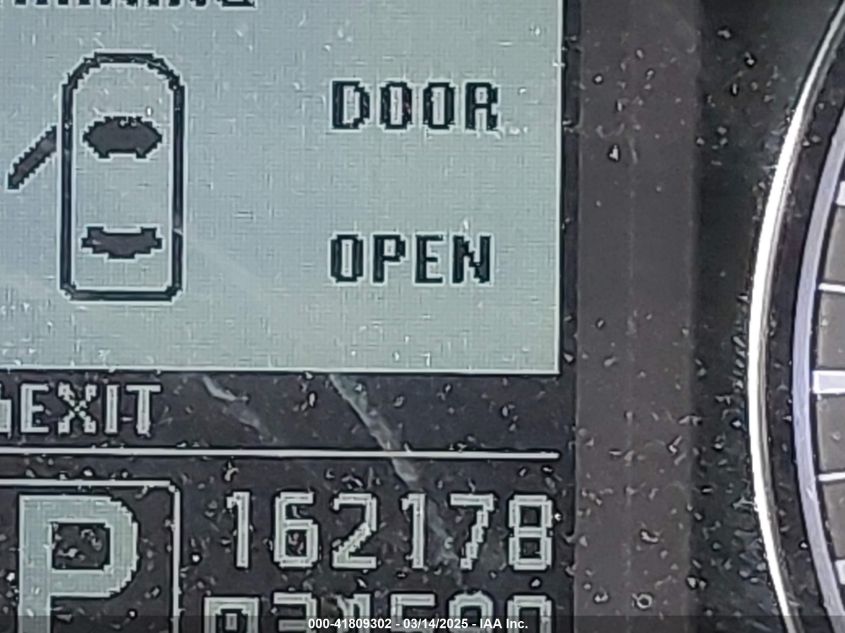 DOOR
OPEN
EXIT
P
162178
000-41809302 - 03/14/2025 - IAA Inc.